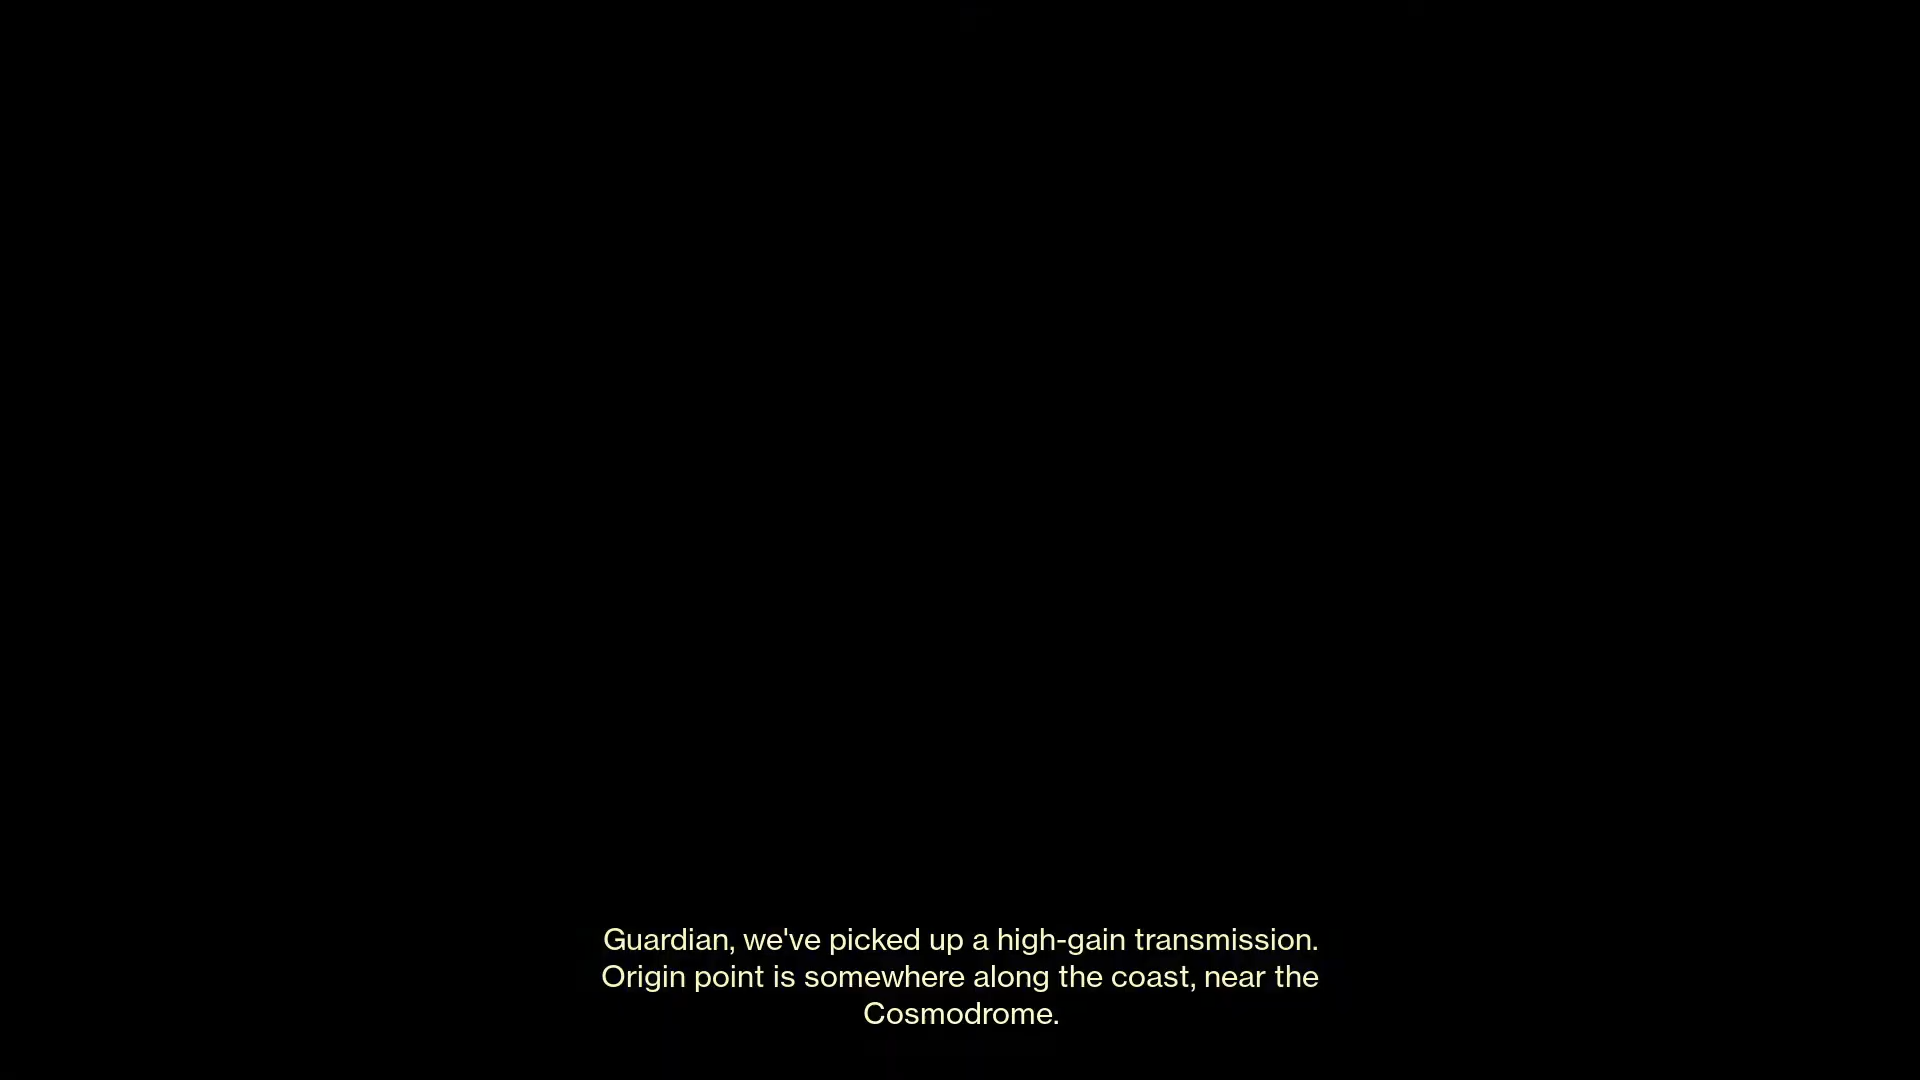 Guardian, we've picked up a high-gain transmission.
Origin point is somewhere along the coast, near the
Cosmodrome.